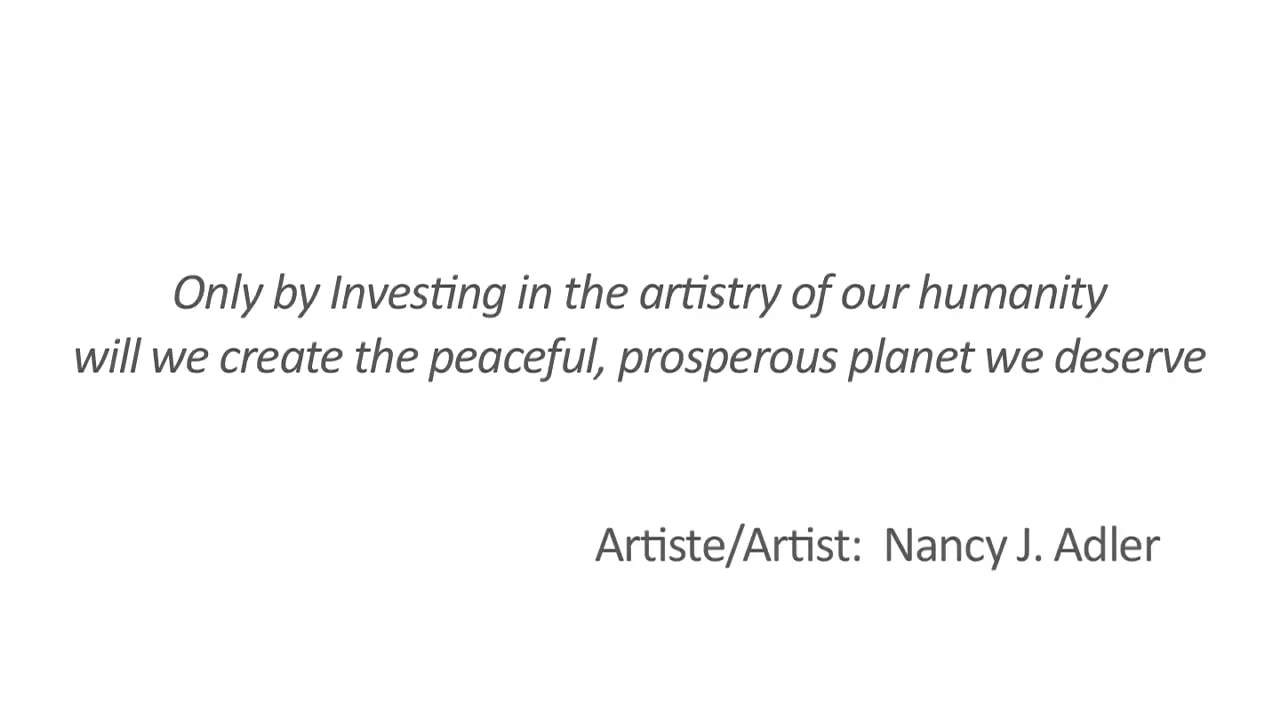 Only by Investing in the artistry of our humanity
will we create the peaceful, prosperous planet we deserve
Artiste/Artist: Nancy J. Adler